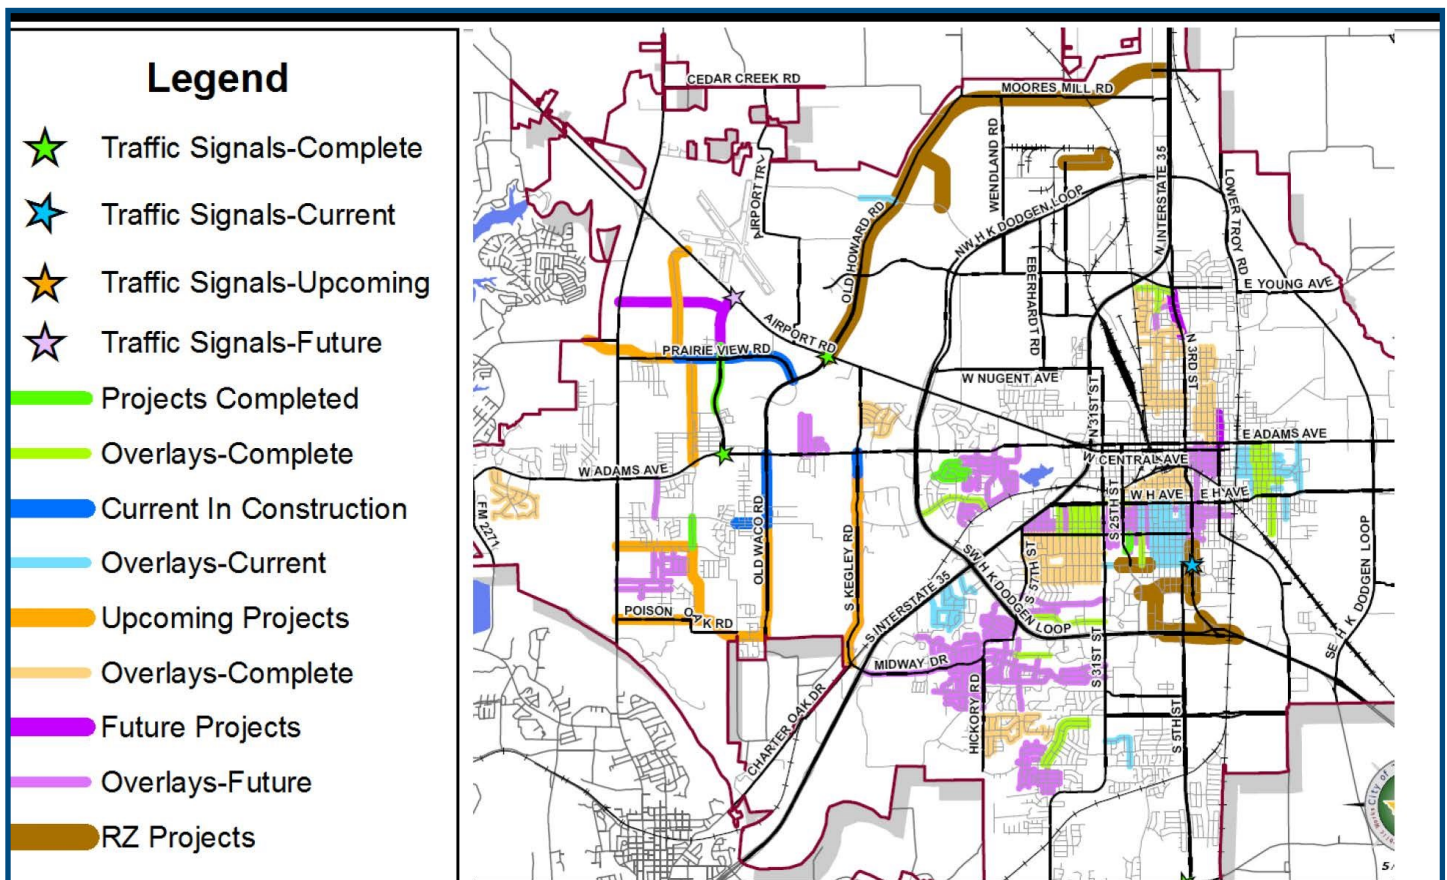 Legend
Traffic Signals-Complete
Traffic Signals-Current
Traffic Signals-Upcoming
Traffic Signals-Future
Projects Completed
Overlays-Complete
Current In Construction
Overlays-Current
Upcoming Projects
Overlays-Complete
Future Projects
Overlays-Future
RZ Projects
CEDAR CREEK RD
MOORES MILL RD
WENDLAND RD
N INTERSTATE 35
AIRPORT TRL
LOWER TROY RD
OLD HOWARD RD
NW H K DODGEN LOOP
EBERHARDT RD
E YOUNG AVE
AIRPORT RD
PRAIRIE VIEW RD
N 3RD ST
W NUGENT AVE
N 31ST ST
E ADAMS AVE
W ADAMS AVE
W CENTRAL AVE
W H AVE
E H AVE
FM 2271
OLD WACO RD
S KEGLEY RD
S 25TH ST
S 57TH ST
SW H K DODGEN LOOP
S INTERSTATE 35
SE H K DODGEN LOOP
POISON OAK RD
MIDWAY DR
S 31ST ST
HICKORY RD
CHARTER OAK DR
S 5TH ST
City of